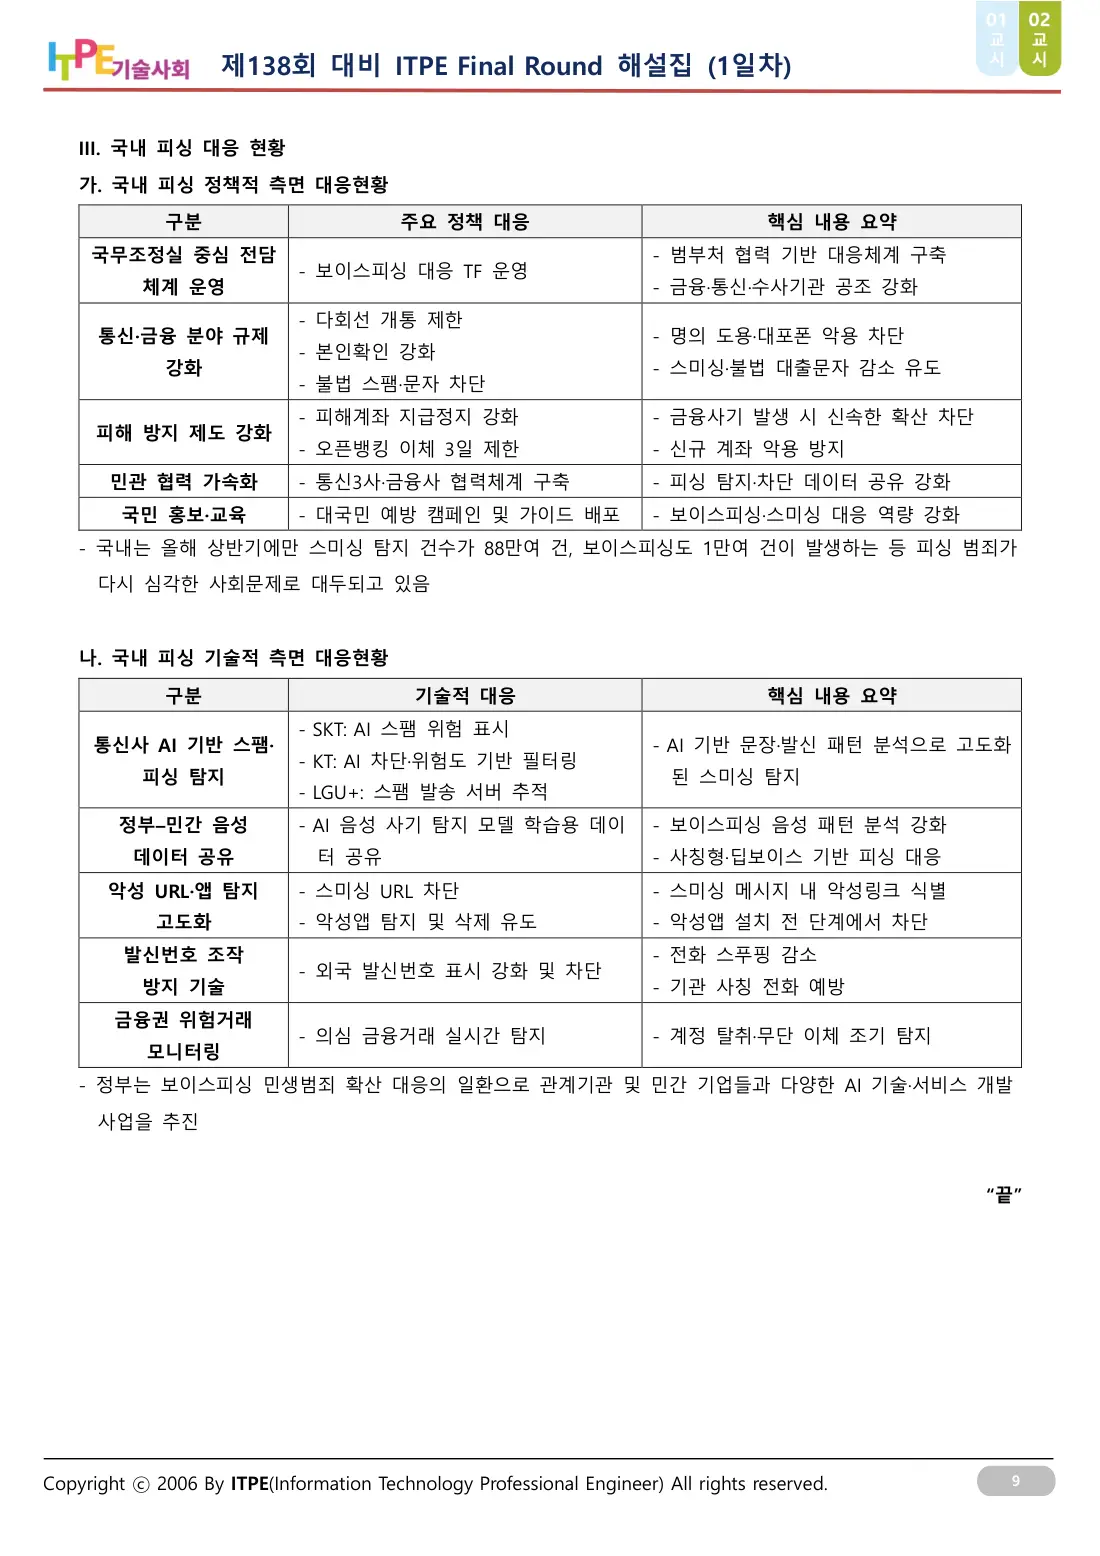 ITPE기술사회
제138회 대비 ITPE Final Round 해설집 (1일차)
01
교
시
02
교
시
III. 국내 피싱 대응 현황
가. 국내 피싱 정책적 측면 대응현황
구분 주요 정책 대응 핵심 내용 요약
국무조정실 중심 전담
체계 운영
- 보이스피싱 대응 TF 운영
- 범부처 협력 기반 대응체계 구축
- 금융·통신·수사기관 공조 강화
통신·금융 분야 규제
강화
- 다회선 개통 제한
- 본인확인 강화
- 불법 스팸·문자 차단
- 명의 도용·대포폰 악용 차단
- 스미싱·불법 대출문자 감소 유도
피해 방지 제도 강화
- 피해계좌 지급정지 강화
- 오픈뱅킹 이체 3일 제한
- 금융사기 발생 시 신속한 확산 차단
- 신규 계좌 악용 방지
민관 협력 가속화
- 통신3사·금융사 협력체계 구축
- 피싱 탐지·차단 데이터 공유 강화
국민 홍보·교육
- 대국민 예방 캠페인 및 가이드 배포
- 보이스피싱·스미싱 대응 역량 강화
- 국내는 올해 상반기에만 스미싱 탐지 건수가 88만여 건, 보이스피싱도 1만여 건이 발생하는 등 피싱 범죄가
다시 심각한 사회문제로 대두되고 있음
나. 국내 피싱 기술적 측면 대응현황
구분 기술적 대응 핵심 내용 요약
통신사 AI 기반 스팸·
피싱 탐지
- SKT: AI 스팸 위험 표시
- KT: AI 차단·위험도 기반 필터링
- LGU+: 스팸 발송 서버 추적
- AI 기반 문장·발신 패턴 분석으로 고도화
된 스미싱 탐지
정부–민간 음성
데이터 공유
- AI 음성 사기 탐지 모델 학습용 데이
터 공유
- 보이스피싱 음성 패턴 분석 강화
- 사칭형·딥보이스 기반 피싱 대응
악성 URL·앱 탐지
고도화
- 스미싱 URL 차단
- 악성앱 탐지 및 삭제 유도
- 스미싱 메시지 내 악성링크 식별
- 악성앱 설치 전 단계에서 차단
발신번호 조작
방지 기술
- 외국 발신번호 표시 강화 및 차단
- 전화 스푸핑 감소
- 기관 사칭 전화 예방
금융권 위험거래
모니터링
- 의심 금융거래 실시간 탐지
- 계정 탈취·무단 이체 조기 탐지
- 정부는 보이스피싱 민생범죄 확산 대응의 일환으로 관계기관 및 민간 기업들과 다양한 AI 기술·서비스 개발
사업을 추진
“끝”
Copyright ⓒ 2006 By ITPE(Information Technology Professional Engineer) All rights reserved.
9